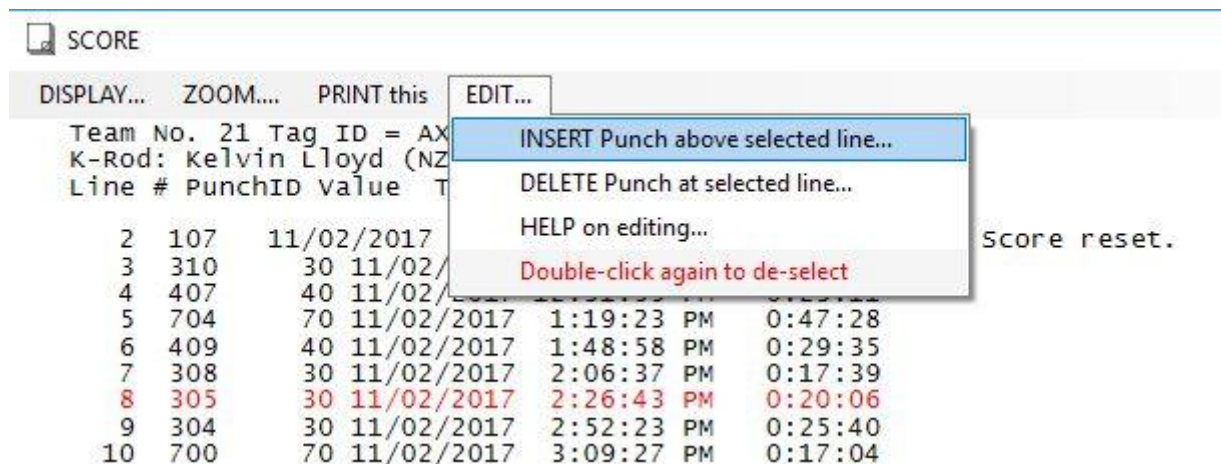 SCORE
DISPLAY... ZOOM.... PRINT this EDIT...
Team No. 21 Tag ID = AX
K-Rod: Kelvin Lloyd (NZ
Line # PunchID Value T
INSERT Punch above selected line...
DELETE Punch at selected line...
HELP on editing...
Double-click again to de-select
2 107 11/02/2017 Score reset.
3 310 30 11/02/
4 407 40 11/02/2017
5 704 70 11/02/2017 1:19:23 PM 0:47:28
6 409 40 11/02/2017 1:48:58 PM 0:29:35
7 308 30 11/02/2017 2:06:37 PM 0:17:39
8 305 30 11/02/2017 2:26:43 PM 0:20:06
9 304 30 11/02/2017 2:52:23 PM 0:25:40
10 700 70 11/02/2017 3:09:27 PM 0:17:04